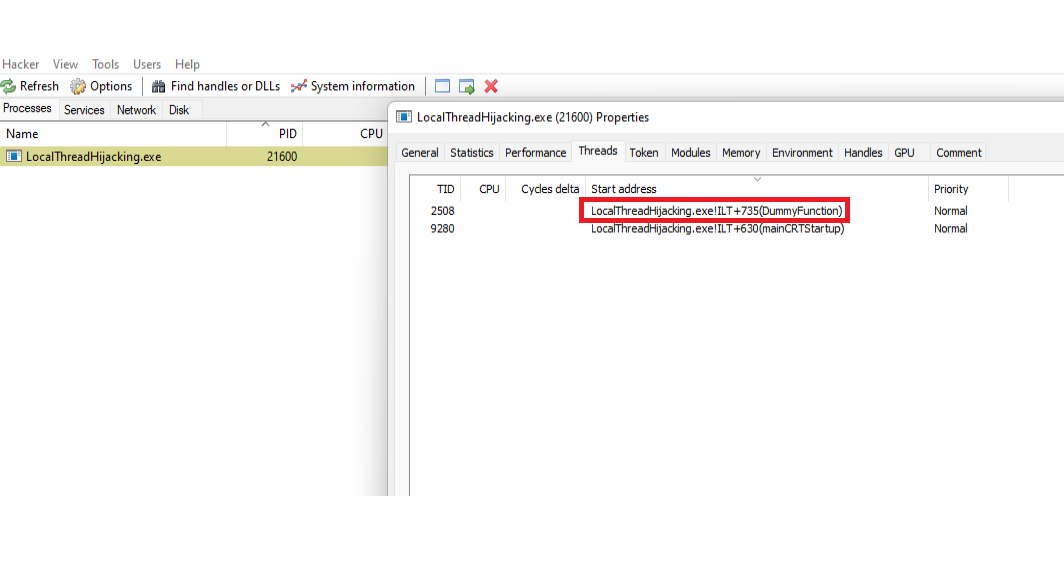 Hacker View Tools Users Help
Refresh Options Find handles or DLLs System information
Processes Services Network Disk
Name PID CPU
LocalThreadHijacking.exe 21600
LocalThreadHijacking.exe (21600) Properties
General Statistics Performance Threads Token Modules Memory Environment Handles GPU Comment
TID CPU Cycles delta Start address Priority
2508 LocalThreadHijacking.exe!ILT+735(DummyFunction) Normal
9280 LocalThreadHijacking.exe!ILT+630(mainCRTStartup) Normal